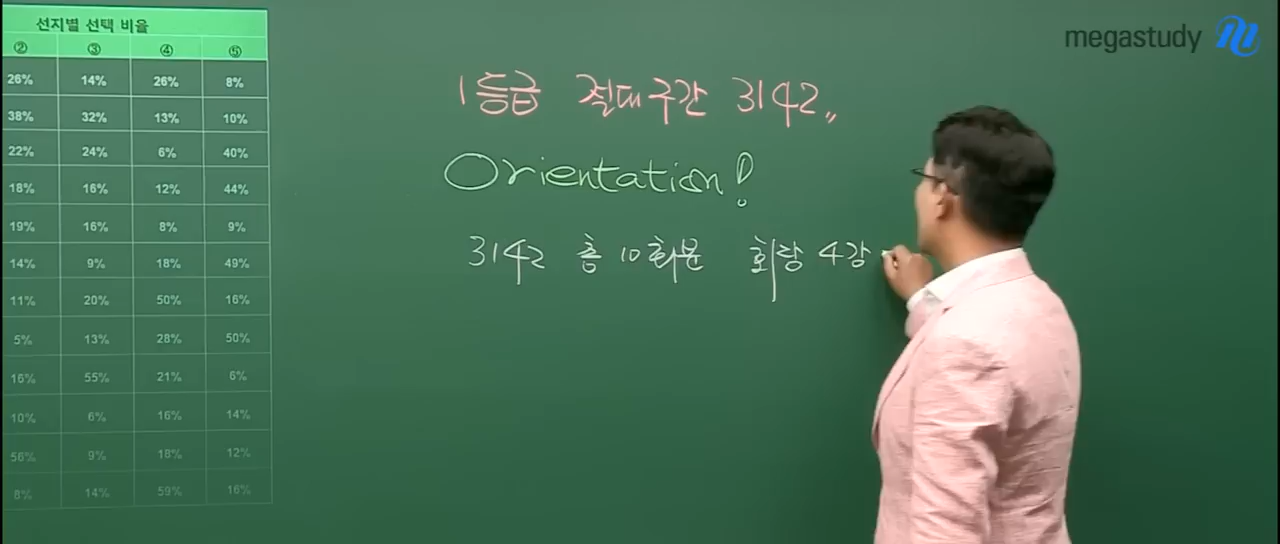 선지별 선택 비율
② ③ ④ ⑤
26% 14% 26% 8%
38% 32% 13% 10%
22% 24% 6% 40%
18% 16% 12% 44%
19% 16% 8% 9%
14% 9% 18% 49%
11% 20% 50% 16%
5% 13% 28% 50%
16% 55% 21% 6%
10% 6% 16% 14%
56% 9% 18% 12%
8% 14% 59% 16%
megastudy
1등급 절대구간 3142,,
Orientation!
3142 총 10회분 회량 4강